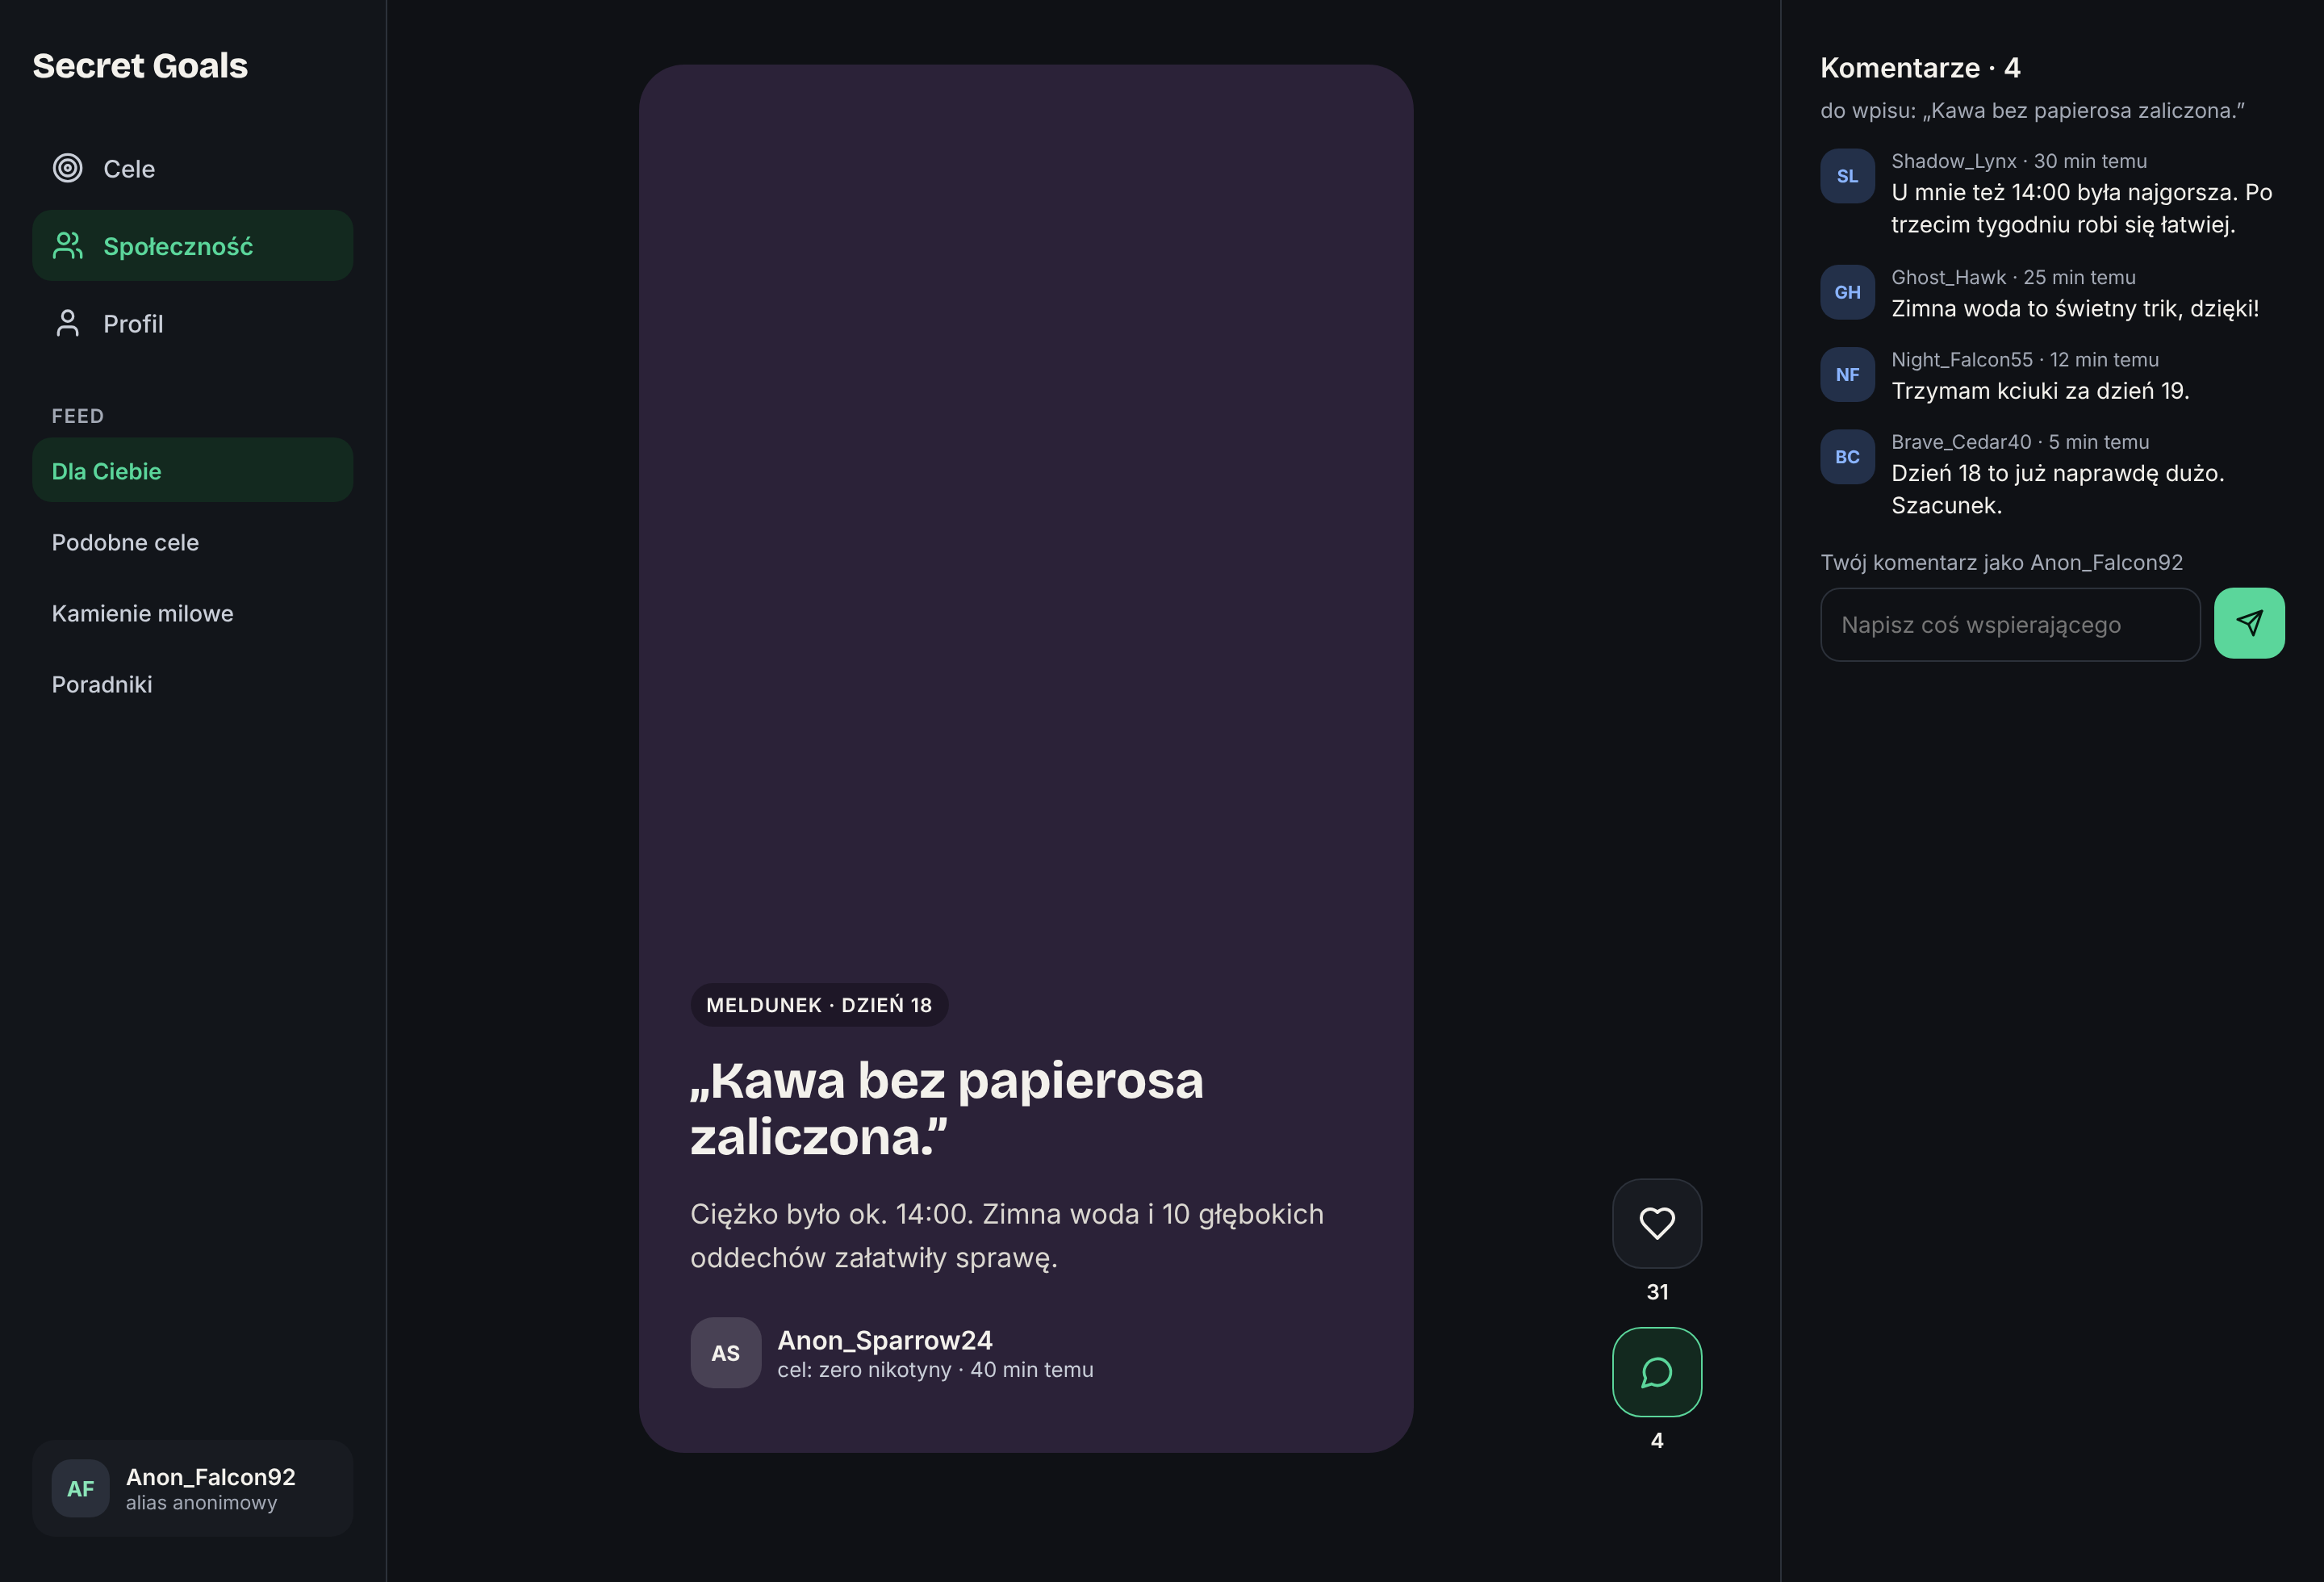 Secret Goals
Cele
Społeczność
Profil
FEED
Dla Ciebie
Podobne cele
Kamienie milowe
Poradniki
AF
Anon_Falcon92
alias anonimowy
MELDUNEK · DZIEŃ 18
„Kawa bez papierosa
zaliczona.”
Ciężko było ok. 14:00. Zimna woda i 10 głębokich
oddechów załatwiły sprawę.
AS
Anon_Sparrow24
cel: zero nikotyny · 40 min temu
31
4
Komentarze · 4
do wpisu: „Kawa bez papierosa zaliczona.”
SL
Shadow_Lynx · 30 min temu
U mnie też 14:00 była najgorsza. Po
trzecim tygodniu robi się łatwiej.
GH
Ghost_Hawk · 25 min temu
Zimna woda to świetny trik, dzięki!
NF
Night_Falcon55 · 12 min temu
Trzymam kciuki za dzień 19.
BC
Brave_Cedar40 · 5 min temu
Dzień 18 to już naprawdę dużo.
Szacunek.
Twój komentarz jako Anon_Falcon92
Napisz coś wspierającego